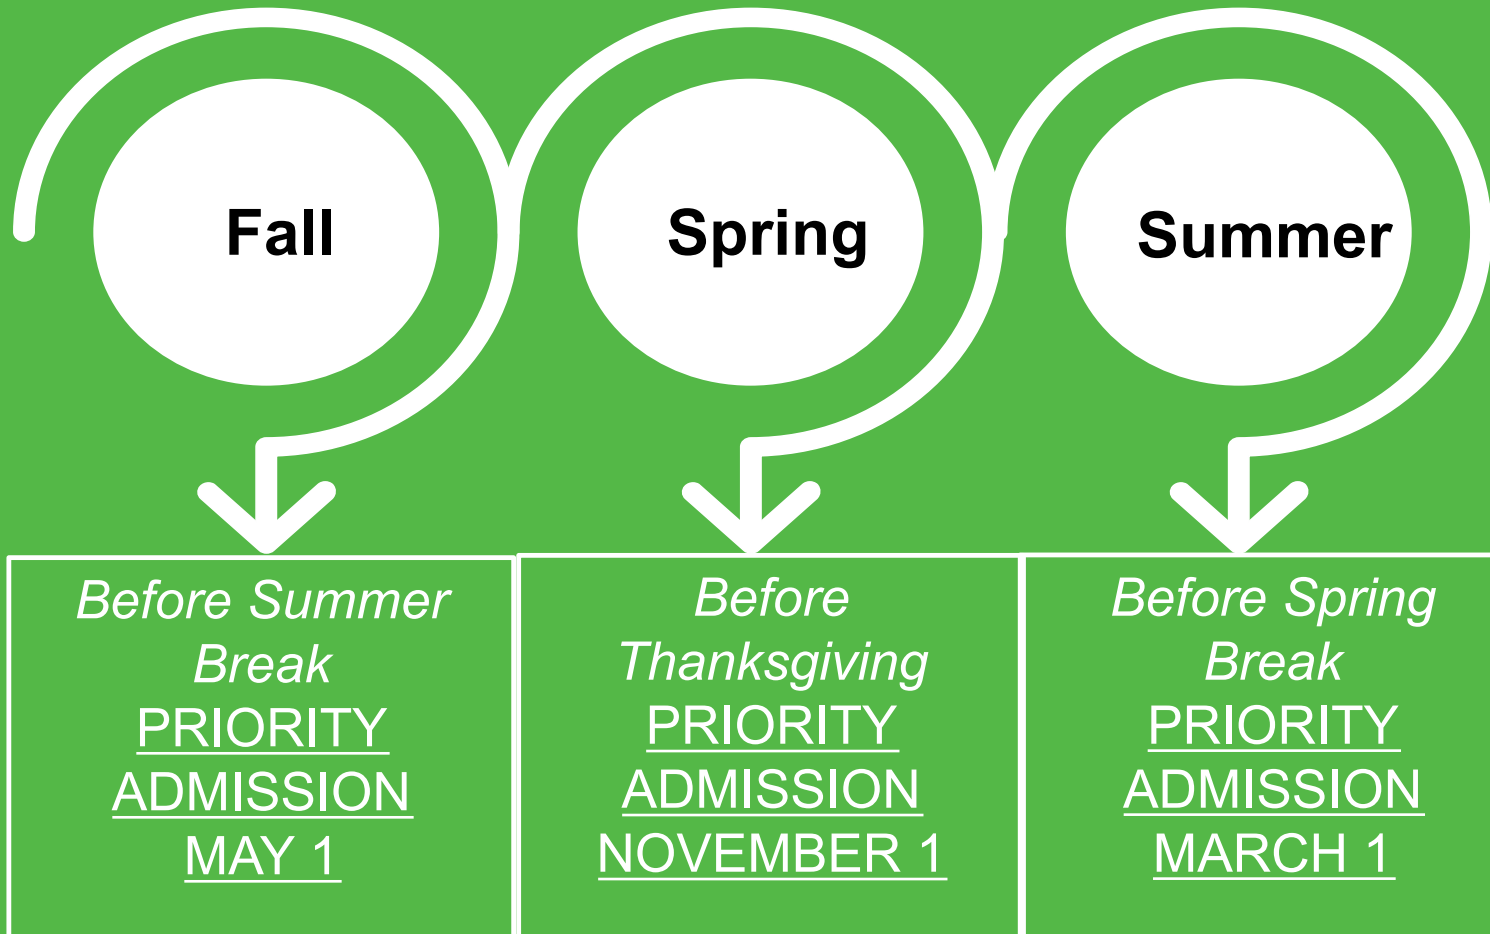 Fall
Spring
Summer
Before Summer
Break
PRIORITY
ADMISSION
MAY 1
Before
Thanksgiving
PRIORITY
ADMISSION
NOVEMBER 1
Before Spring
Break
PRIORITY
ADMISSION
MARCH 1